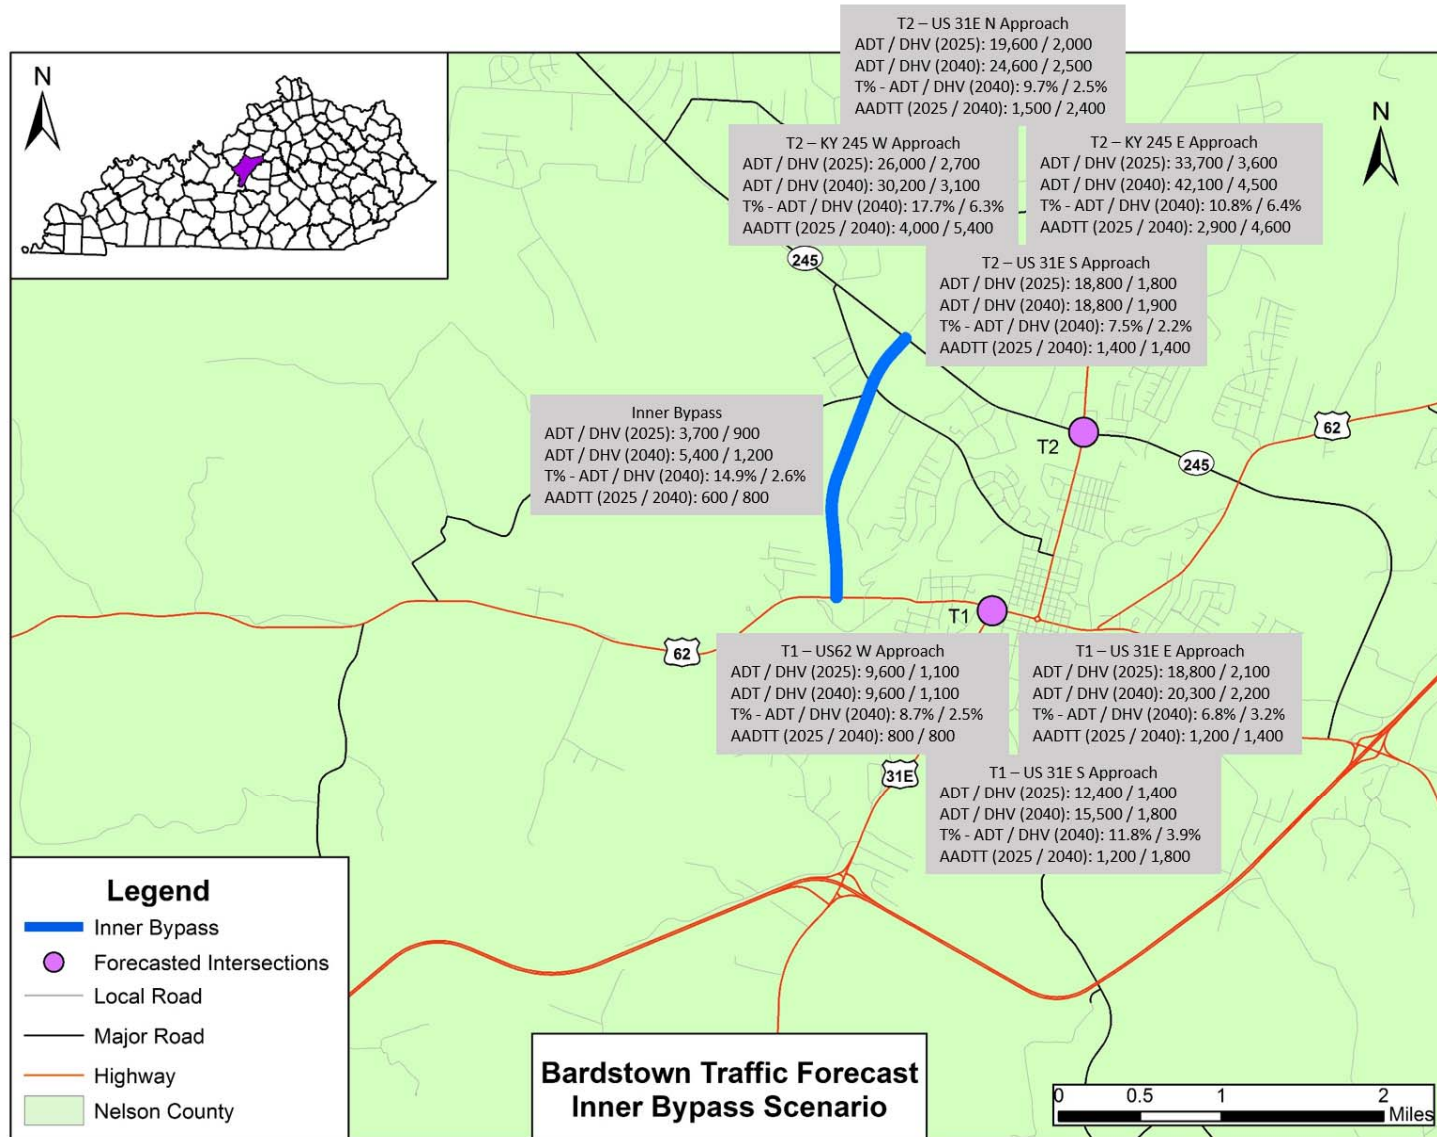 T2 – US 31E N Approach
ADT / DHV (2025): 19,600 / 2,000
ADT / DHV (2040): 24,600 / 2,500
T% - ADT / DHV (2040): 9.7% / 2.5%
AADTT (2025 / 2040): 1,500 / 2,400
N
N
T2 – KY 245 W Approach
ADT / DHV (2025): 26,000 / 2,700
ADT / DHV (2040): 30,200 / 3,100
T% - ADT / DHV (2040): 17.7% / 6.3%
AADTT (2025 / 2040): 4,000 / 5,400
T2 – KY 245 E Approach
ADT / DHV (2025): 33,700 / 3,600
ADT / DHV (2040): 42,100 / 4,500
T% - ADT / DHV (2040): 10.8% / 6.4%
AADTT (2025 / 2040): 2,900 / 4,600
245
T2 – US 31E S Approach
ADT / DHV (2025): 18,800 / 1,800
ADT / DHV (2040): 18,800 / 1,900
T% - ADT / DHV (2040): 7.5% / 2.2%
AADTT (2025 / 2040): 1,400 / 1,400
Inner Bypass
ADT / DHV (2025): 3,700 / 900
ADT / DHV (2040): 5,400 / 1,200
T% - ADT / DHV (2040): 14.9% / 2.6%
AADTT (2025 / 2040): 600 / 800
62
T2
245
T1
62
T1 – US62 W Approach
ADT / DHV (2025): 9,600 / 1,100
ADT / DHV (2040): 9,600 / 1,100
T% - ADT / DHV (2040): 8.7% / 2.5%
AADTT (2025 / 2040): 800 / 800
T1 – US 31E E Approach
ADT / DHV (2025): 18,800 / 2,100
ADT / DHV (2040): 20,300 / 2,200
T% - ADT / DHV (2040): 6.8% / 3.2%
AADTT (2025 / 2040): 1,200 / 1,400
31E
T1 – US 31E S Approach
ADT / DHV (2025): 12,400 / 1,400
ADT / DHV (2040): 15,500 / 1,800
T% - ADT / DHV (2040): 11.8% / 3.9%
AADTT (2025 / 2040): 1,200 / 1,800
Legend
Inner Bypass
Forecasted Intersections
Local Road
Major Road
Highway
Nelson County
Bardstown Traffic Forecast
Inner Bypass Scenario
0 0.5 1 2
Miles